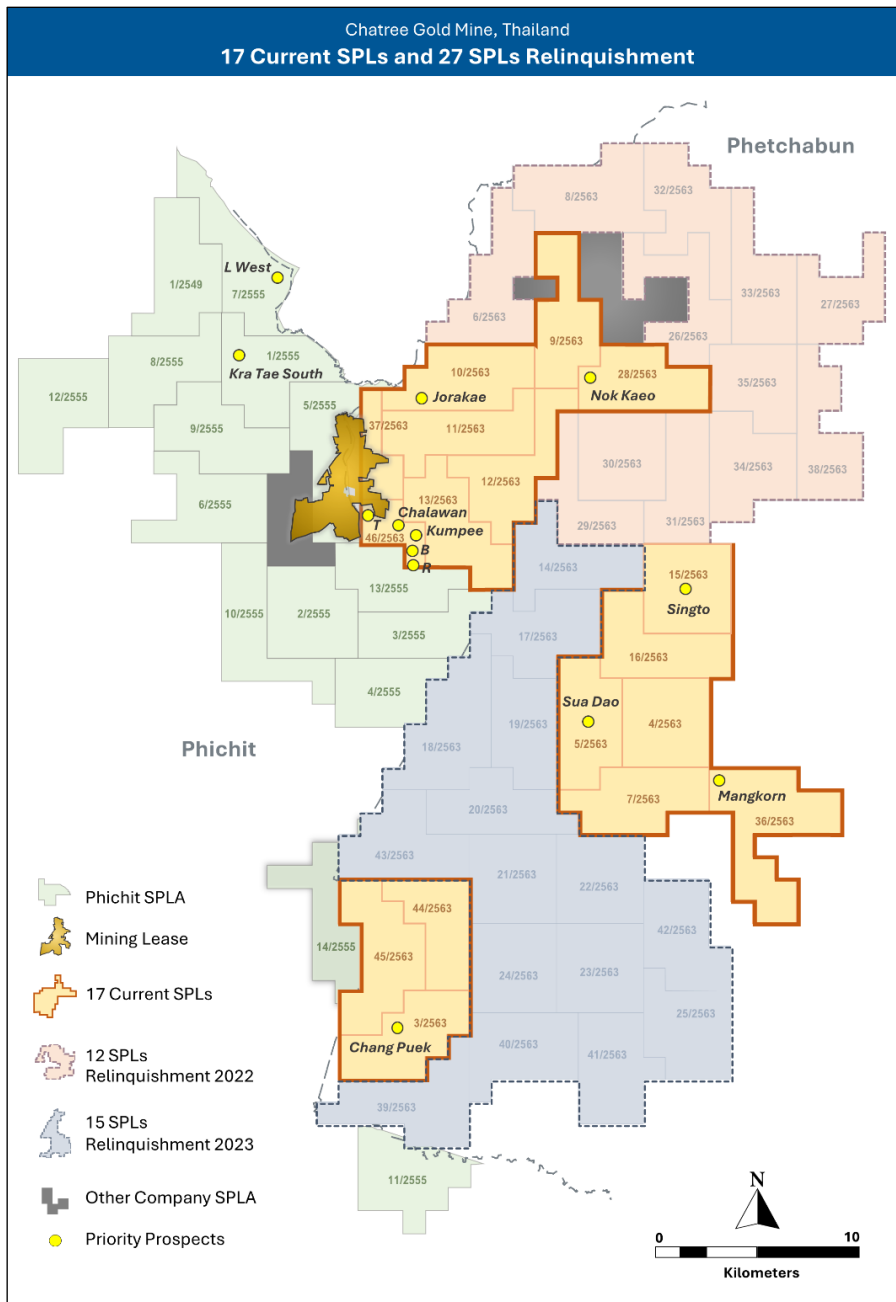 Chatree Gold Mine, Thailand
17 Current SPLs and 27 SPLs Relinquishment
Phetchabun
32/2563
8/2563
L West
1/2549
7/2555
33/2563
27/2563
6/2563
26/2563
9/2563
1/2555
8/2555
10/2563
28/2563
12/2555
Kra Tae South
35/2563
Jorakae
Nok Kaeo
5/2555
37/2563
9/2555
11/2563
30/2563
34/2563
38/2563
12/2563
6/2555
13/2563
Chalawan
T
Kumpee
46/2563
29/2563
31/2563
B
R
14/2563
15/2563
13/2555
10/2555
2/2555
Singto
3/2555
17/2563
16/2563
4/2555
Sua Dao
19/2563
4/2563
Phichit
18/2563
5/2563
7/2563
Mangkorn
20/2563
36/2563
43/2563
21/2563
22/2563
44/2563
42/2563
14/2555
45/2563
24/2563
23/2563
3/2563
25/2563
Chang Puek
40/2563
41/2563
39/2563
11/2555
Phichit SPLA
Mining Lease
17 Current SPLs
12 SPLs
Relinquishment 2022
15 SPLs
Relinquishment 2023
Other Company SPLA
Priority Prospects
N
0 10
Kilometers